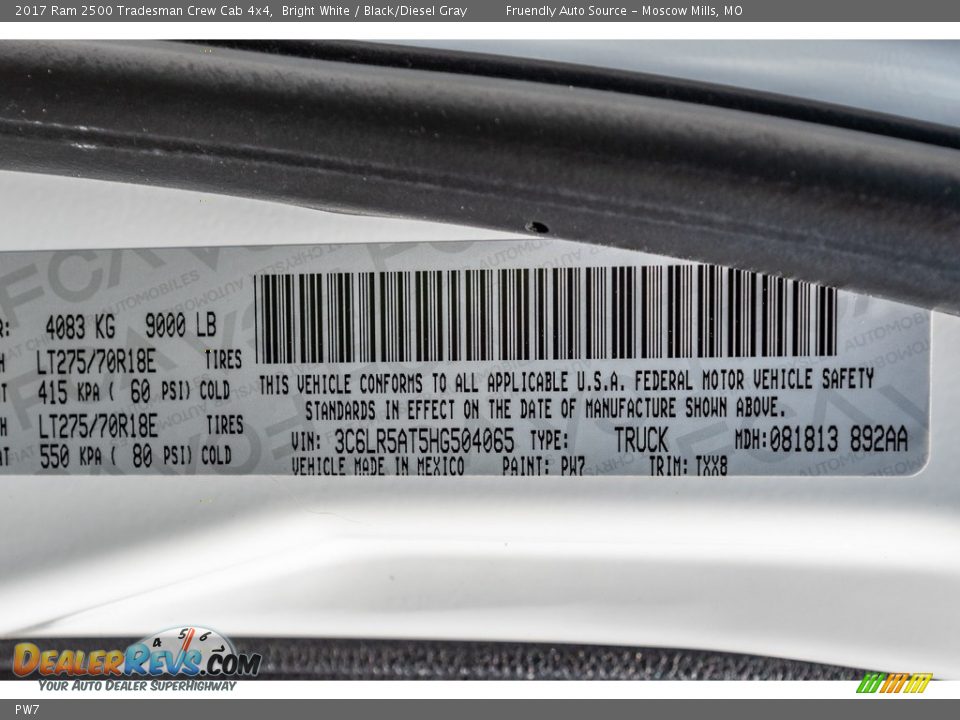 2017 Ram 2500 Tradesman Crew Cab 4x4, Bright White / Black/Diesel Gray Fruendly Auto Source - Moscow Mills, MO
4083 KG 9000 LB
LT275/70R18E TIRES
415 KPA ( 60 PSI) COLD
LT275/70R18E TIRES
550 KPA ( 80 PSI) COLD
THIS VEHICLE CONFORMS TO ALL APPLICABLE U.S.A. FEDERAL MOTOR VEHICLE SAFETY
STANDARDS IN EFFECT ON THE DATE OF MANUFACTURE SHOWN ABOVE.
VIN: 3C6LR5AT5HG504065 TYPE: TRUCK MDH:081813 892AA
VEHICLE MADE IN MEXICO PAINT: PW7 TRIM: TXX8
4 5 6
DealerRevs.com
Your Auto Dealer SuperHighway
PW7